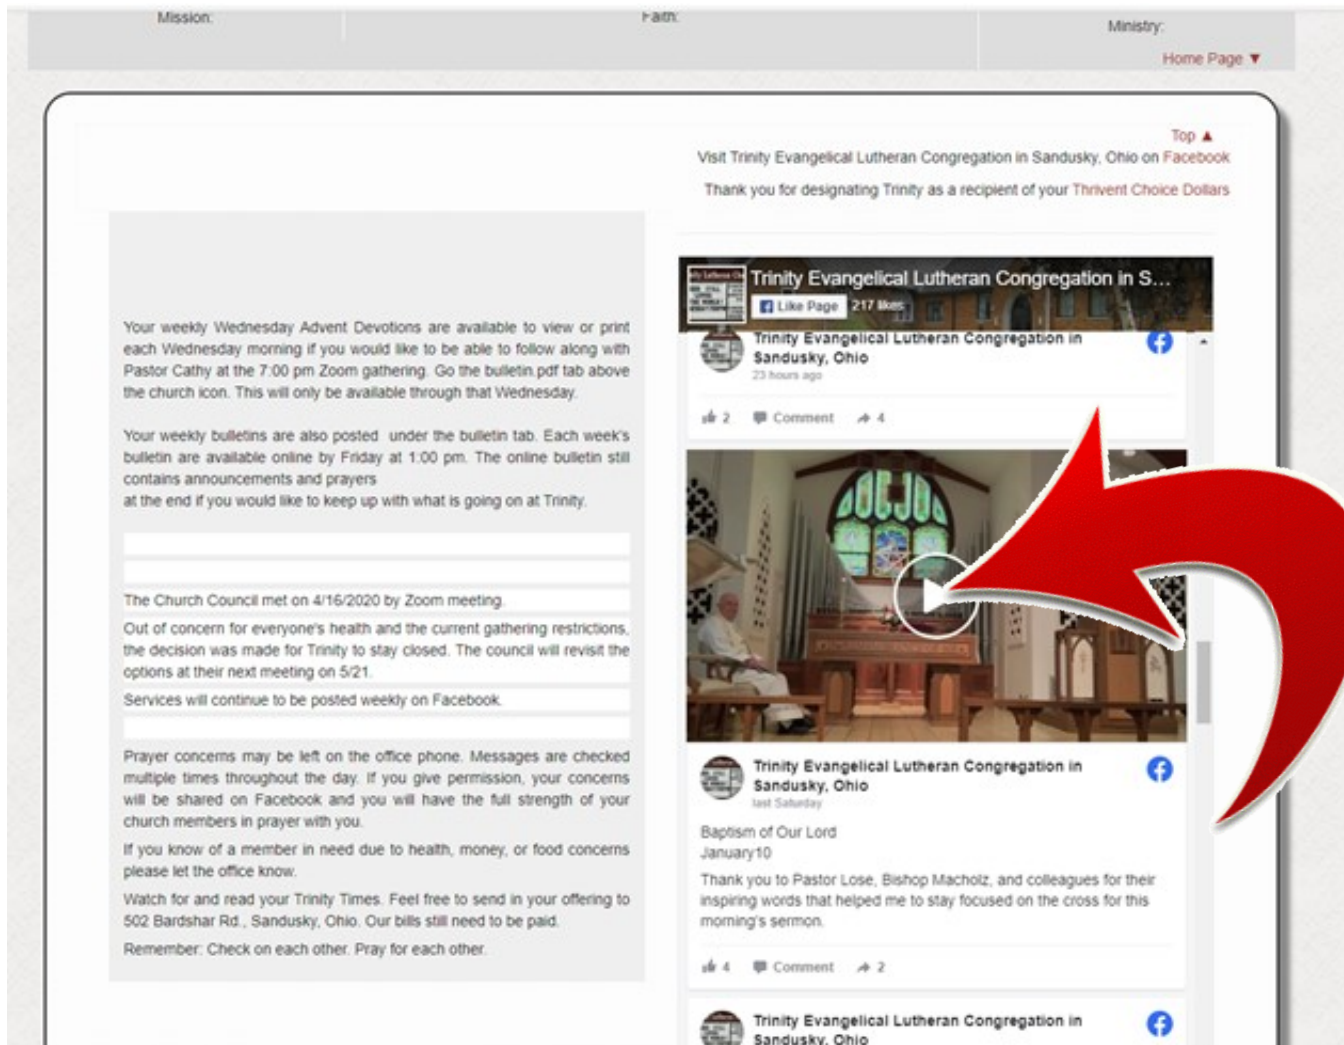 Mission:
Faith:
Ministry:
Home Page ▼
Top ▲
Visit Trinity Evangelical Lutheran Congregation in Sandusky, Ohio on Facebook
Thank you for designating Trinity as a recipient of your Thrivent Choice Dollars
Your weekly Wednesday Advent Devotions are available to view or print
each Wednesday morning if you would like to be able to follow along with
Pastor Cathy at the 7:00 pm Zoom gathering. Go the bulletin.pdf tab above
the church icon. This will only be available through that Wednesday.
Your weekly bulletins are also posted under the bulletin tab. Each week's
bulletin are available online by Friday at 1:00 pm. The online bulletin still
contains announcements and prayers
at the end if you would like to keep up with what is going on at Trinity.
The Church Council met on 4/16/2020 by Zoom meeting.
Out of concern for everyone's health and the current gathering restrictions,
the decision was made for Trinity to stay closed. The council will revisit the
options at their next meeting on 5/21.
Services will continue to be posted weekly on Facebook.
Prayer concerns may be left on the office phone. Messages are checked
multiple times throughout the day. If you give permission, your concerns
will be shared on Facebook and you will have the full strength of your
church members in prayer with you.
If you know of a member in need due to health, money, or food concerns
please let the office know.
Watch for and read your Trinity Times. Feel free to send in your offering to
502 Bardshar Rd., Sandusky, Ohio. Our bills still need to be paid.
Remember: Check on each other. Pray for each other.
Trinity Evangelical Lutheran Congregation in S...
Like Page 217 likes
Trinity Evangelical Lutheran Congregation in
Sandusky, Ohio
23 hours ago
2 Comment 4
Trinity Evangelical Lutheran Congregation in
Sandusky, Ohio
last Saturday
Baptism of Our Lord
January10
Thank you to Pastor Lose, Bishop Macholz, and colleagues for their
inspiring words that helped me to stay focused on the cross for this
morning's sermon.
4 Comment 2
Trinity Evangelical Lutheran Congregation in
Sandusky, Ohio